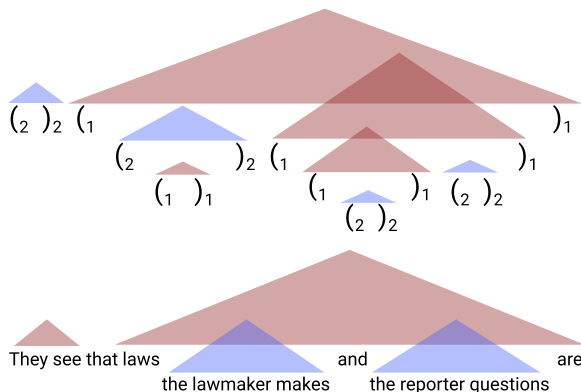 (₂ )₂ (₁ )₁
(₂ )₂ (₁ )₁
(₁ )₁ (₁ )₁ (₂ )₂
(₂ )₂
They see that laws and are
the lawmaker makes the reporter questions